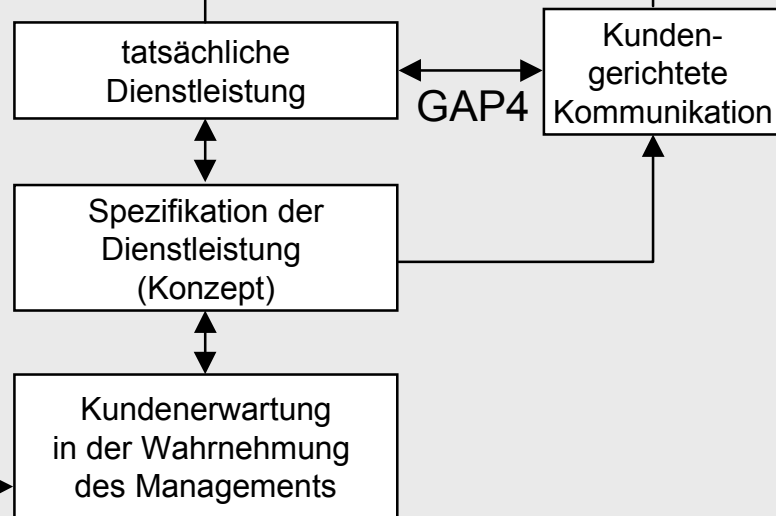 tatsächliche
Dienstleistung
GAP4
Kunden-
gerichtete
Kommunikation
Spezifikation der
Dienstleistung
(Konzept)
Kundenerwartung
in der Wahrnehmung
des Managements